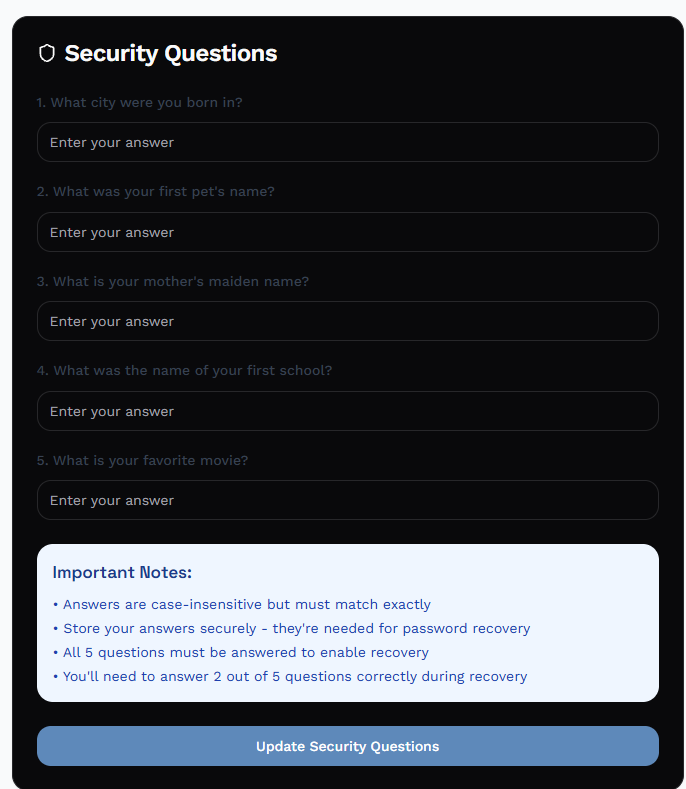 Security Questions
1. What city were you born in?
Enter your answer
2. What was your first pet's name?
Enter your answer
3. What is your mother's maiden name?
Enter your answer
4. What was the name of your first school?
Enter your answer
5. What is your favorite movie?
Enter your answer
Important Notes:
• Answers are case-insensitive but must match exactly
• Store your answers securely - they're needed for password recovery
• All 5 questions must be answered to enable recovery
• You'll need to answer 2 out of 5 questions correctly during recovery
Update Security Questions